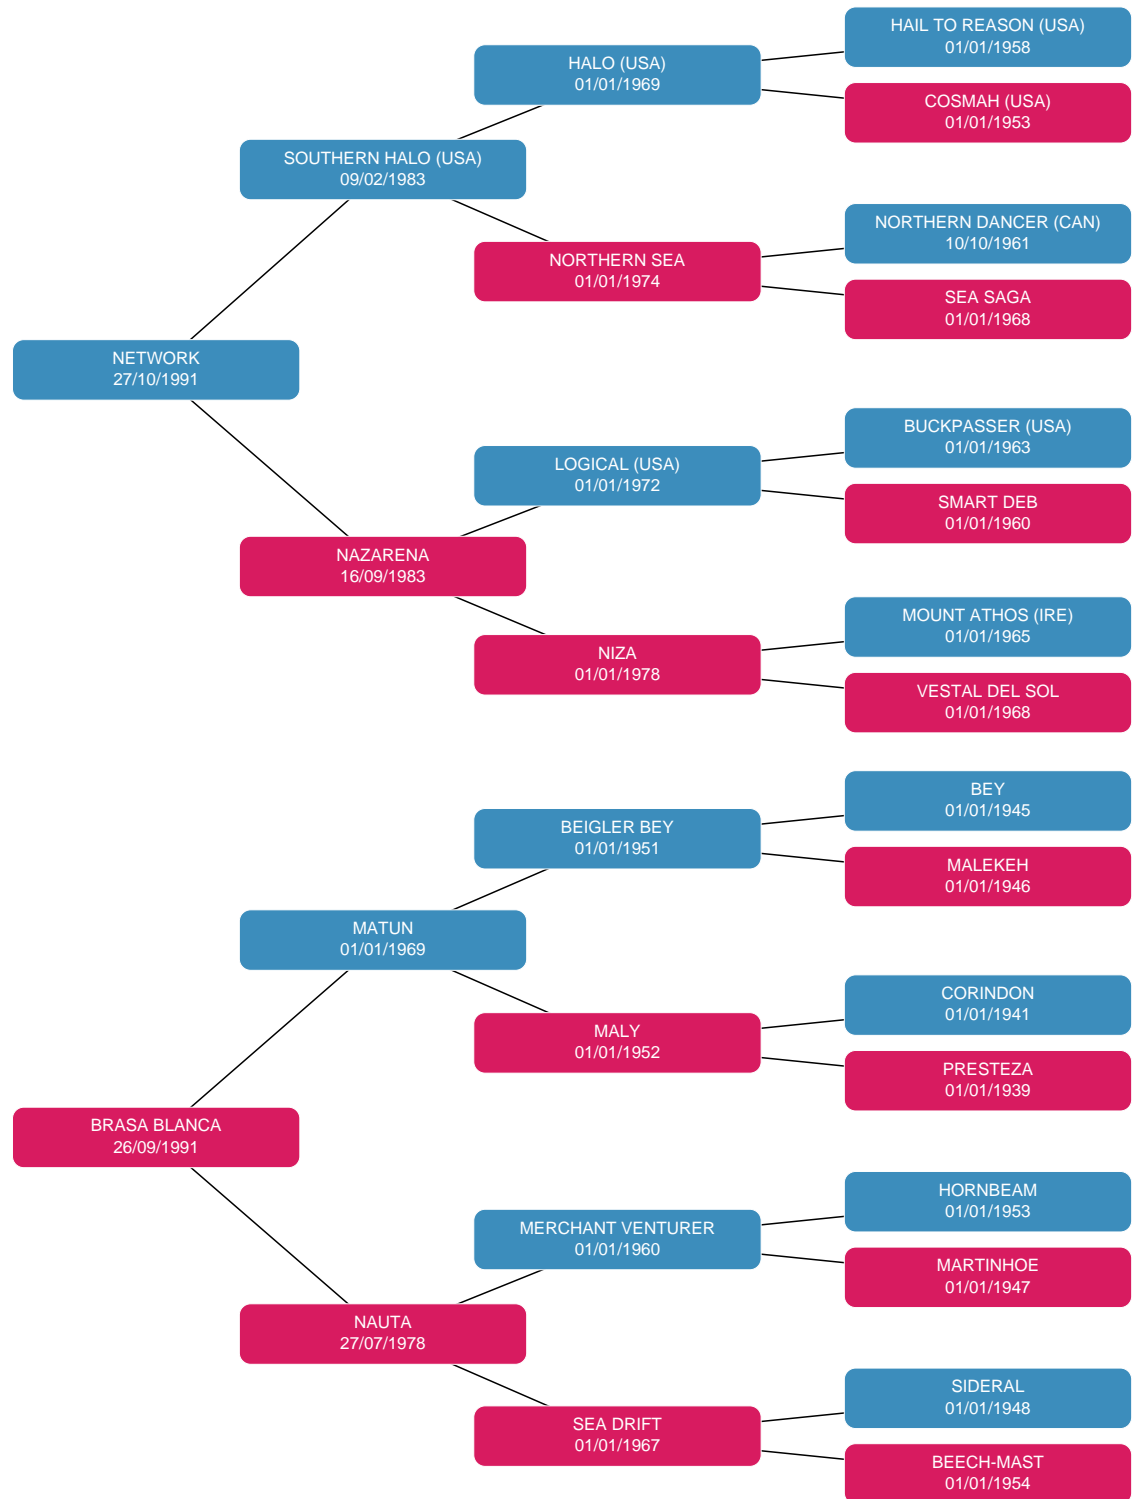 HAIL TO REASON (USA)
01/01/1958
HALO (USA)
01/01/1969
COSMAH (USA)
01/01/1953
SOUTHERN HALO (USA)
09/02/1983
NORTHERN DANCER (CAN)
10/10/1961
NORTHERN SEA
01/01/1974
SEA SAGA
01/01/1968
NETWORK
27/10/1991
BUCKPASSER (USA)
01/01/1963
LOGICAL (USA)
01/01/1972
SMART DEB
01/01/1960
NAZARENA
16/09/1983
MOUNT ATHOS (IRE)
01/01/1965
NIZA
01/01/1978
VESTAL DEL SOL
01/01/1968
BEY
01/01/1945
BEIGLER BEY
01/01/1951
MALEKEH
01/01/1946
MATUN
01/01/1969
CORINDON
01/01/1941
MALY
01/01/1952
PRESTEZA
01/01/1939
BRASA BLANCA
26/09/1991
HORNBEAM
01/01/1953
MERCHANT VENTURER
01/01/1960
MARTINHOE
01/01/1947
NAUTA
27/07/1978
SIDERAL
01/01/1948
SEA DRIFT
01/01/1967
BEECH-MAST
01/01/1954